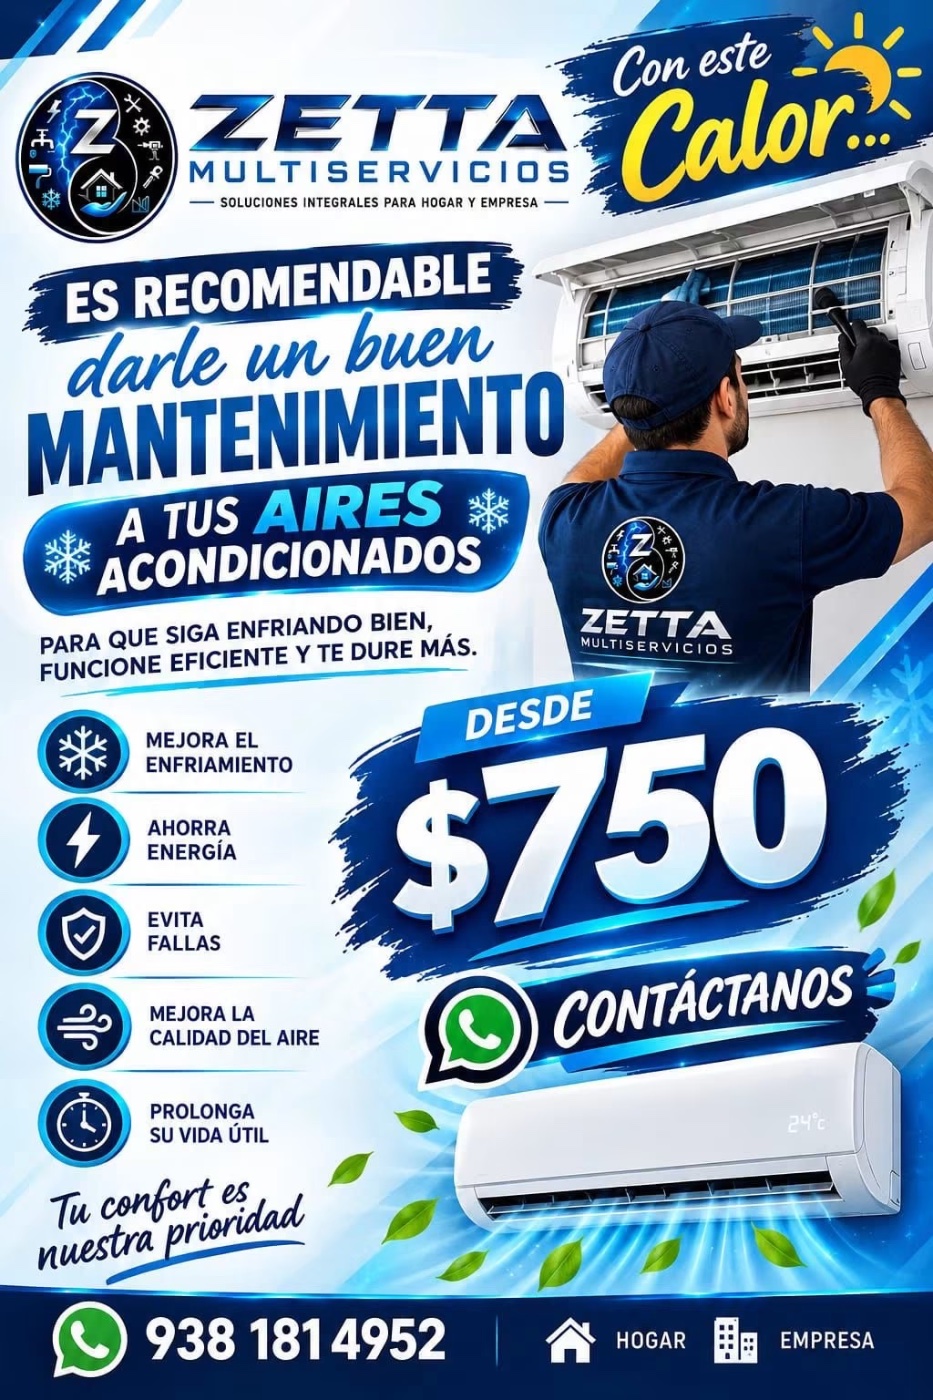 Con este
Calor...
Z
ZETTA
MULTISERVICIOS
SOLUCIONES INTEGRALES PARA HOGAR Y EMPRESA
ES RECOMENDABLE
darle un buen
MANTENIMIENTO
A TUS AIRES
ACONDICIONADOS
PARA QUE SIGA ENFRIANDO BIEN,
FUNCIONE EFICIENTE Y TE DURE MÁS.
Z
ZETTA
MULTISERVICIOS
MEJORA EL
ENFRIAMIENTO
AHORRA
ENERGÍA
EVITA
FALLAS
MEJORA LA
CALIDAD DEL AIRE
PROLONGA
SU VIDA ÚTIL
Tu confort es
nuestra prioridad
DESDE
$750
CONTÁCTANOS
24°C
938 181 4952
HOGAR
EMPRESA